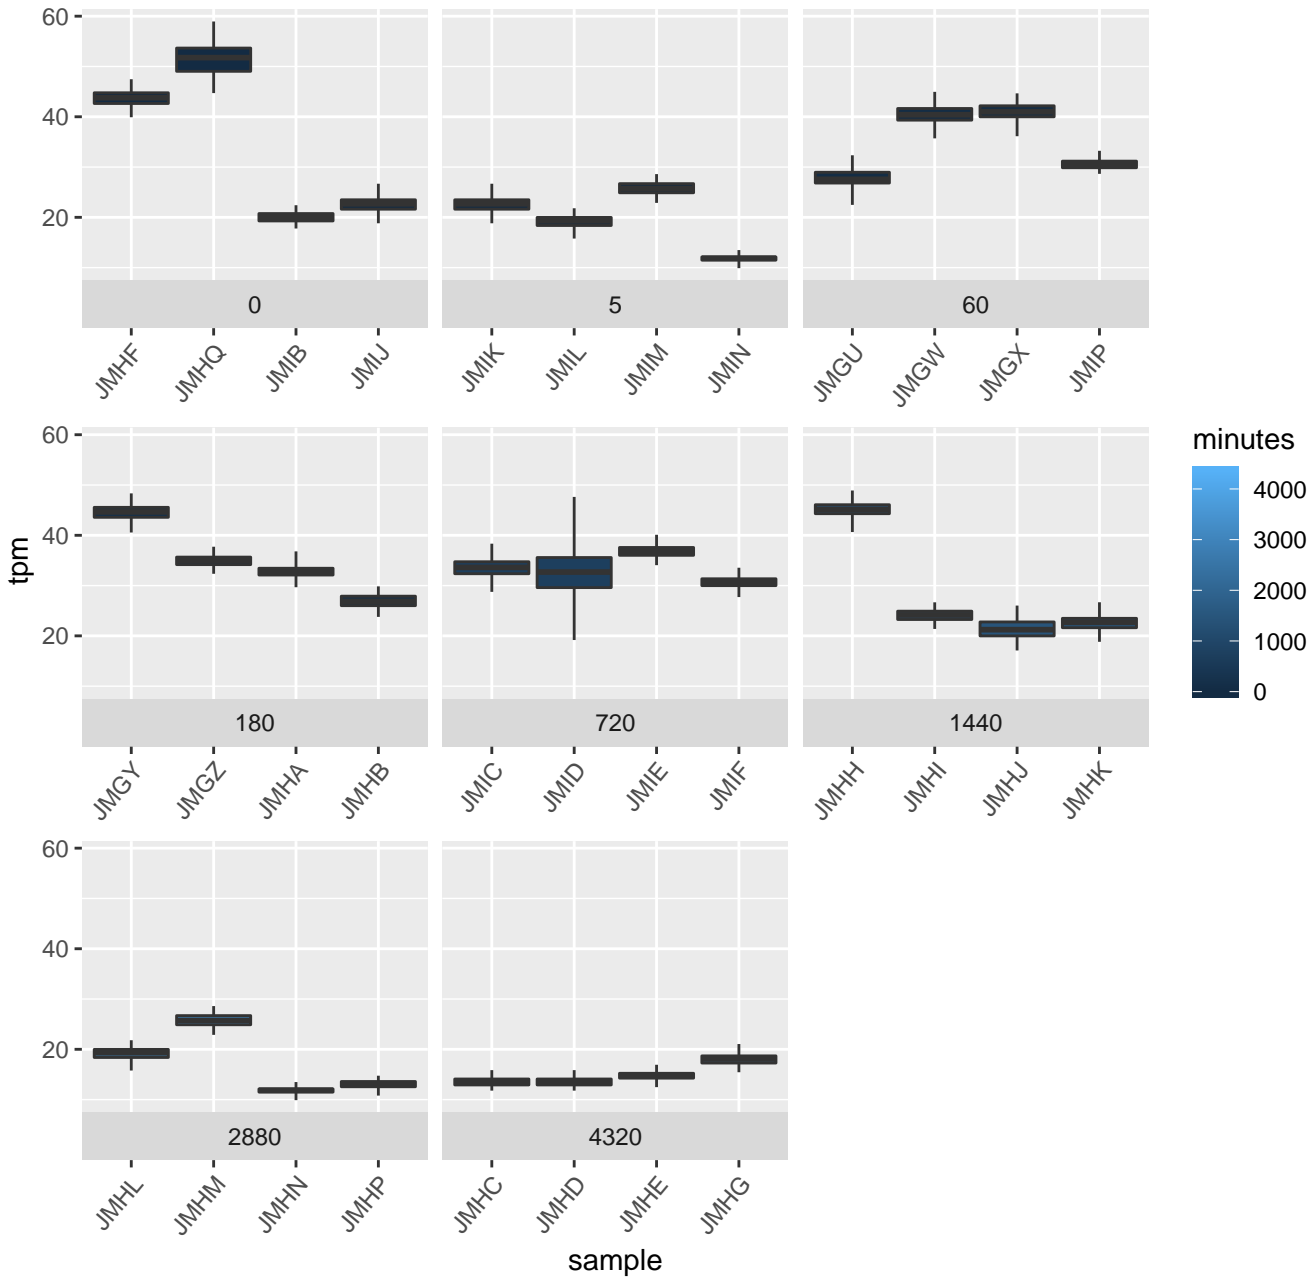 60
40
20
0
5
60
JMHF
JMHQ
JMIB
JMIJ
JMIK
JMIL
JMIM
JMIN
JMGU
JMGW
JMGX
JMIP
tpm
60
40
20
180
720
1440
JMGY
JMGZ
JMHA
JMHB
JMIC
JMID
JMIE
JMIF
JMHH
JMHI
JMHJ
JMHK
minutes
4000
3000
2000
1000
0
60
40
20
2880
4320
JMHL
JMHM
JMHN
JMHP
JMHC
JMHD
JMHE
JMHG
sample